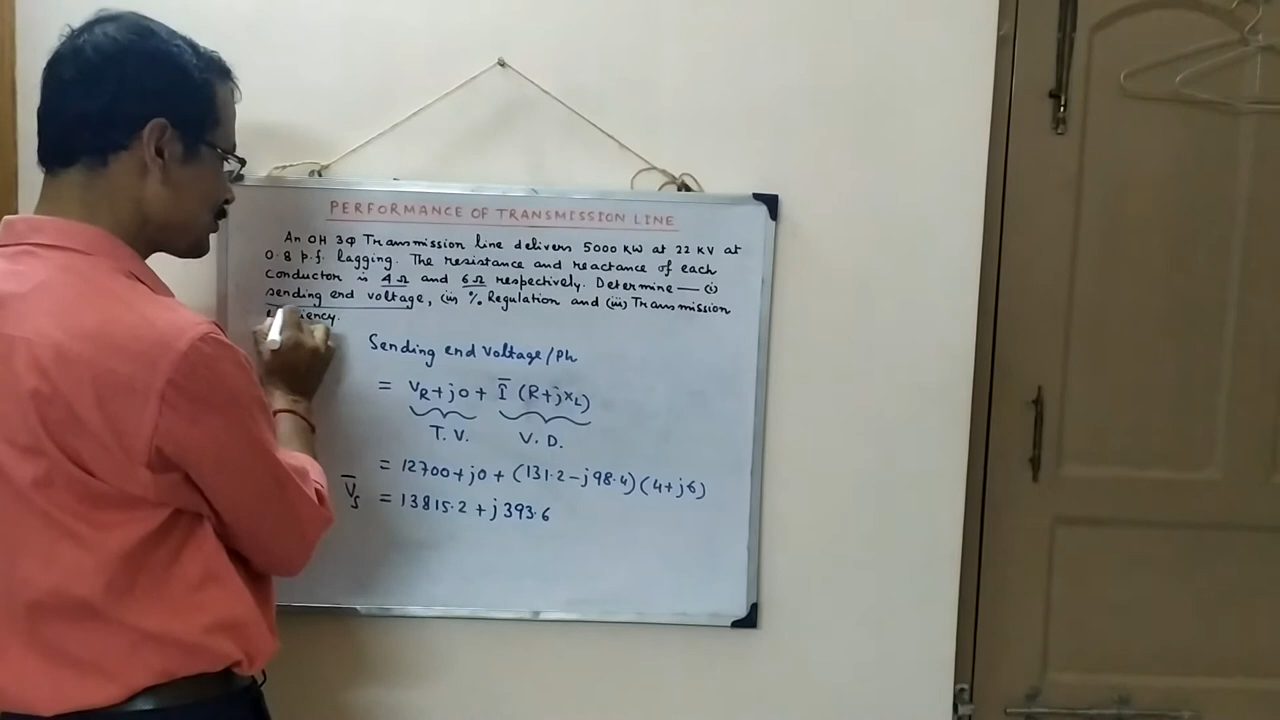 PERFORMANCE OF TRANSMISSION LINE
An OH 3φ Transmission line delivers 5000 KW at 22 KV at
0.8 p.f. lagging. The resistance and reactance of each
conductor is 4Ω and 6Ω respectively. Determine — (i)
sending end voltage, (ii) % Regulation and (iii) Transmission
iency.
Sending end voltage/Ph
= VR+j0 + I̅ (R+jXL)
T.V. V.D.
= 12700+j0 + (131.2-j98.4)(4+j6)
V̅s = 13815.2 + j393.6